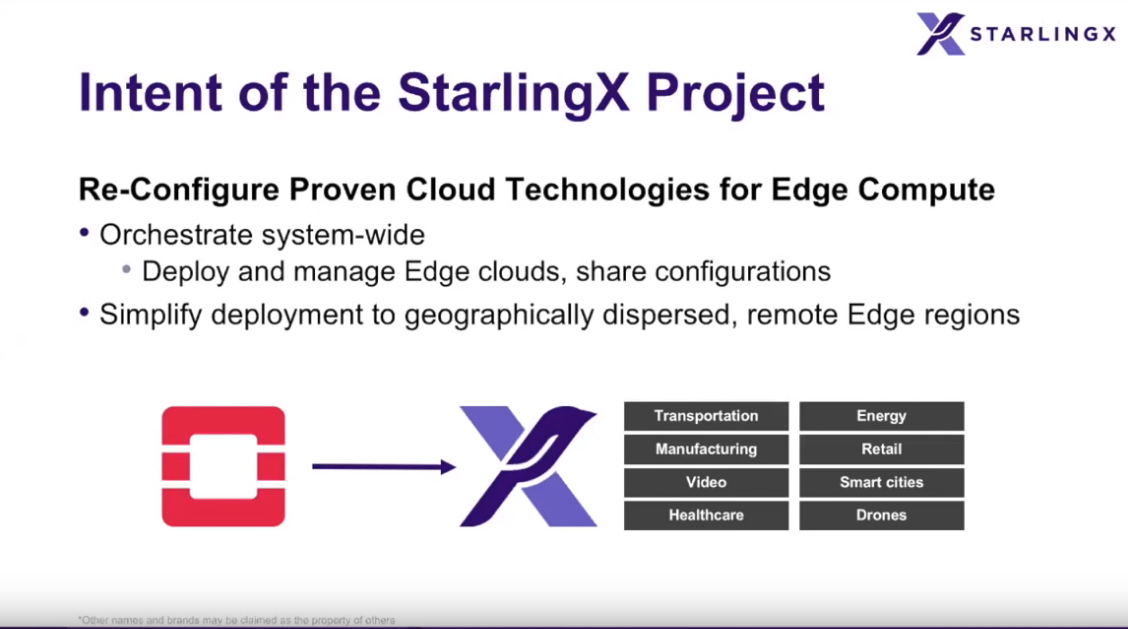 STARLINGX
Intent of the StarlingX Project
Re-Configure Proven Cloud Technologies for Edge Compute
• Orchestrate system-wide
• Deploy and manage Edge clouds, share configurations
• Simplify deployment to geographically dispersed, remote Edge regions
Transportation
Energy
Manufacturing
Retail
Video
Smart cities
Healthcare
Drones
*Other names and brands may be claimed as the property of others